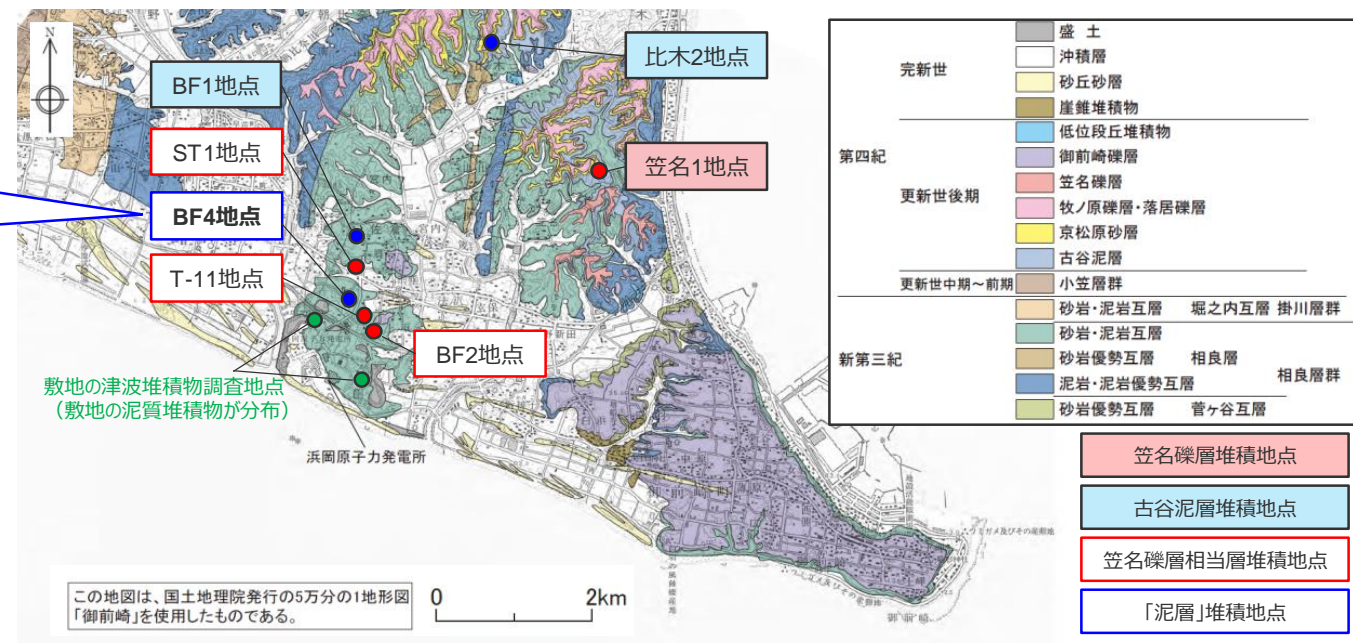 N
BF1地点
ST1地点
BF4地点
T-11地点
BF2地点
比木2地点
笠名1地点
敷地の津波堆積物調査地点
（敷地の泥質堆積物が分布）
浜岡原子力発電所
この地図は、国土地理院発行の5万分の1地形図
「御前崎」を使用したものである。
0 2km
盛 土
完新世
沖積層
砂丘砂層
崖錐堆積物
第四紀
更新世後期
低位段丘堆積物
御前崎礫層
笠名礫層
牧ノ原礫層・落居礫層
京松原砂層
古谷泥層
更新世中期～前期
小笠層群
新第三紀
砂岩・泥岩互層 堀之内互層 掛川層群
砂岩・泥岩互層
砂岩優勢互層 相良層
泥岩・泥岩優勢互層
相良層群
砂岩優勢互層 菅ヶ谷互層
笠名礫層堆積地点
古谷泥層堆積地点
笠名礫層相当層堆積地点
「泥層」堆積地点
御前崎